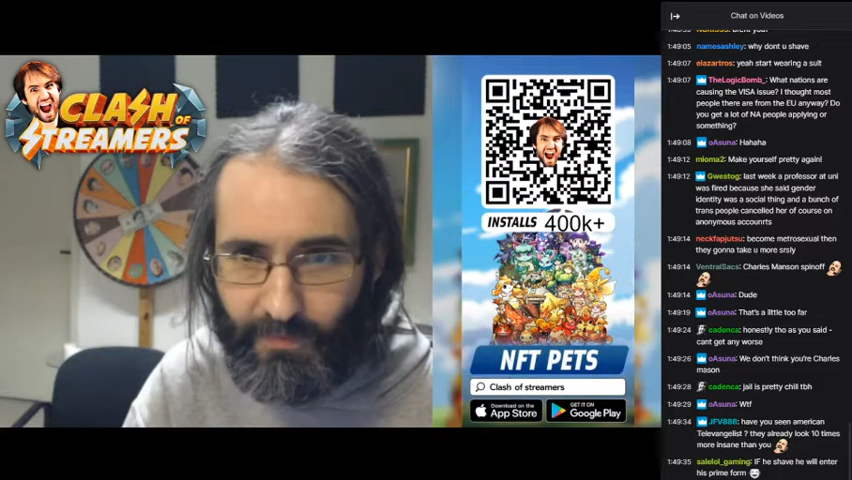 Chat on Videos
CLASH OF
STREAMERS
INSTALLS 400k+
NFT PETS
Clash of streamers
Download on the
App Store
GET IT ON
Google Play
1:49:05 namesashley: why dont u shave
1:49:07 elazartros: yeah start wearing a suit
1:49:07 TheLogicBomb_: What nations are
causing the VISA issue? I thought most
people there are from the EU anyway? Do
you get a lot of NA people applying or
something?
1:49:08 oAsuna: Hahaha
1:49:12 mioma2: Make yourself pretty again!
1:49:12 Gwestog: last week a professor at uni
was fired because she said gender
identity was a social thing and a bunch of
trans people cancelled her of course on
anonymous accounrts
1:49:14 neckfapjutsu: become metrosexual then
they gonna take u more srsly
1:49:14 VentralSacs: Charles Manson spinoff
1:49:14 oAsuna: Dude
1:49:19 oAsuna: That's a little too far
1:49:24 cadenca: honestly tho as you said -
cant get any worse
1:49:26 oAsuna: We don't think you're Charles
mason
1:49:28 cadenca: jail is pretty chill tbh
1:49:29 oAsuna: Wtf
1:49:34 JFV888: have you seen american
Televangelist ? they already look 10 times
more insane than you
1:49:35 salelol_gaming: IF he shave he will enter
his prime form